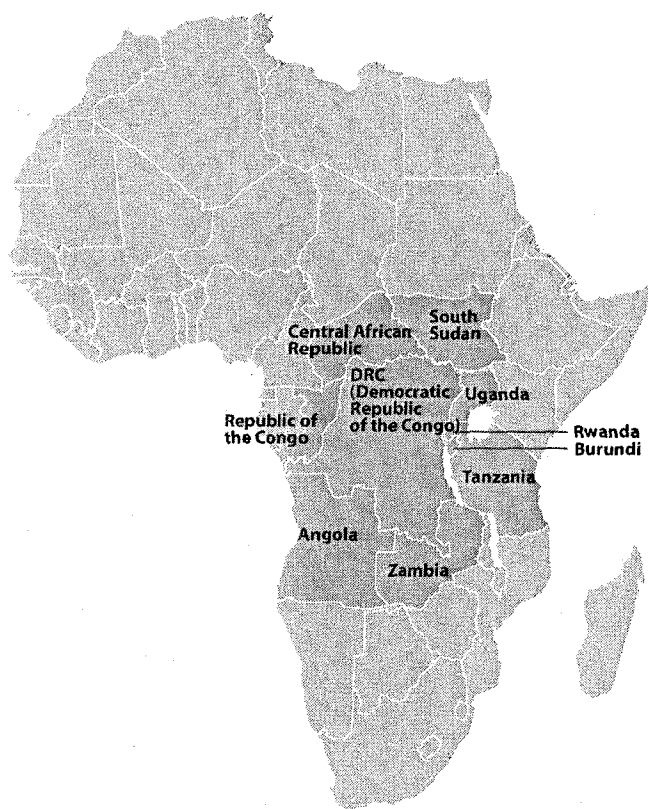 South
Sudan
Central African
Republic
DRC
(Democratic
Republic
of the Congo)
Uganda
Republic of
the Congo
Rwanda
Burundi
Tanzania
Angola
Zambia